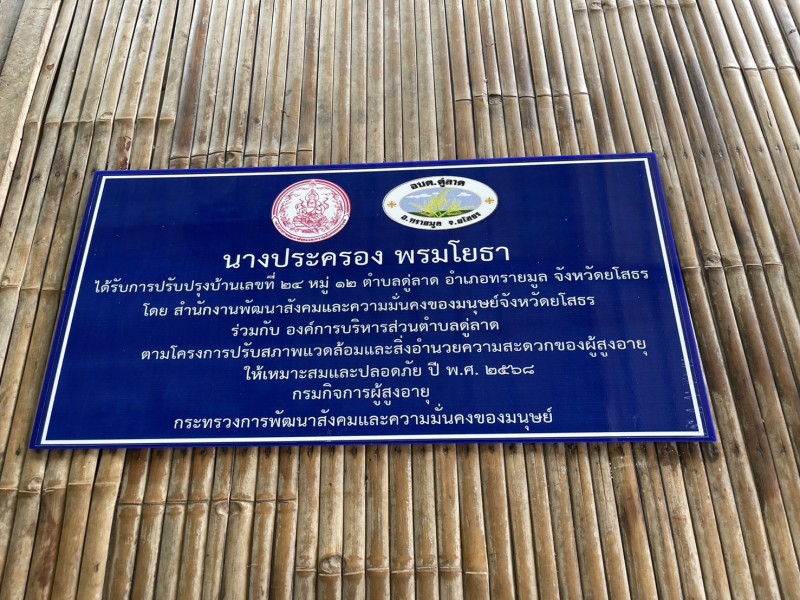 อบต.ดู่ลาด
อ.ทรายมูล จ.ยโสธร
นางประครอง พรมโยธา
ได้รับการปรับปรุงบ้านเลขที่ ๒๔ หมู่ ๑๒ ตำบลดู่ลาด อำเภอทรายมูล จังหวัดยโสธร
โดย สำนักงานพัฒนาสังคมและความมั่นคงของมนุษย์จังหวัดยโสธร
ร่วมกับ องค์การบริหารส่วนตำบลดู่ลาด
ตามโครงการปรับสภาพแวดล้อมและสิ่งอำนวยความสะดวกของผู้สูงอายุ
ให้เหมาะสมและปลอดภัย ปี พ.ศ. ๒๕๖๘
กรมกิจการผู้สูงอายุ
กระทรวงการพัฒนาสังคมและความมั่นคงของมนุษย์